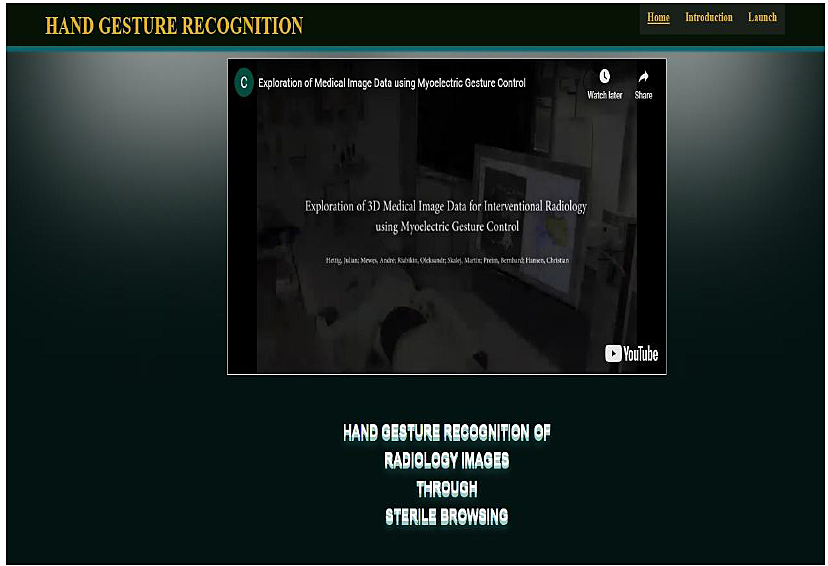 HAND GESTURE RECOGNITION
Home Introduction Launch
C Exploration of Medical Image Data using Myoelectric Gesture Control
Watch later Share
Exploration of 3D Medical Image Data for Interventional Radiology
using Myoelectric Gesture Control
Hettig, Julian; Mewes, André; Riabikin, Oleksandr; Skalej, Martin; Preim, Bernhard; Hansen, Christian
YouTube
HAND GESTURE RECOGNITION OF
RADIOLOGY IMAGES
THROUGH
STERILE BROWSING